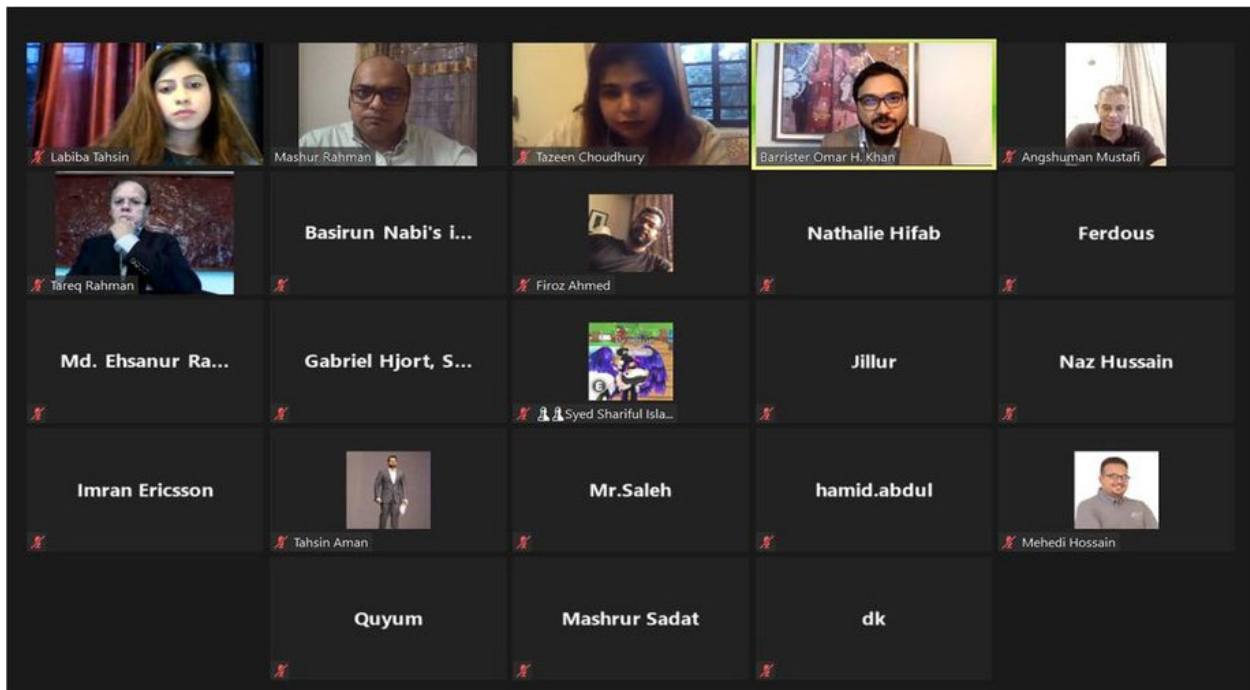 Labiba Tahsin
Mashur Rahman
Tazeen Choudhury
Barrister Omar H. Khan
Angshuman Mustafi
Tareq Rahman
Basirun Nabi's i...
Firoz Ahmed
Nathalie Hifab
Ferdous
Md. Ehsanur Ra...
Gabriel Hjort, S...
Syed Shariful Isla...
Jillur
Naz Hussain
Imran Ericsson
Tahsin Aman
Mr.Saleh
hamid.abdul
Mehedi Hossain
Quyum
Mashrur Sadat
dk